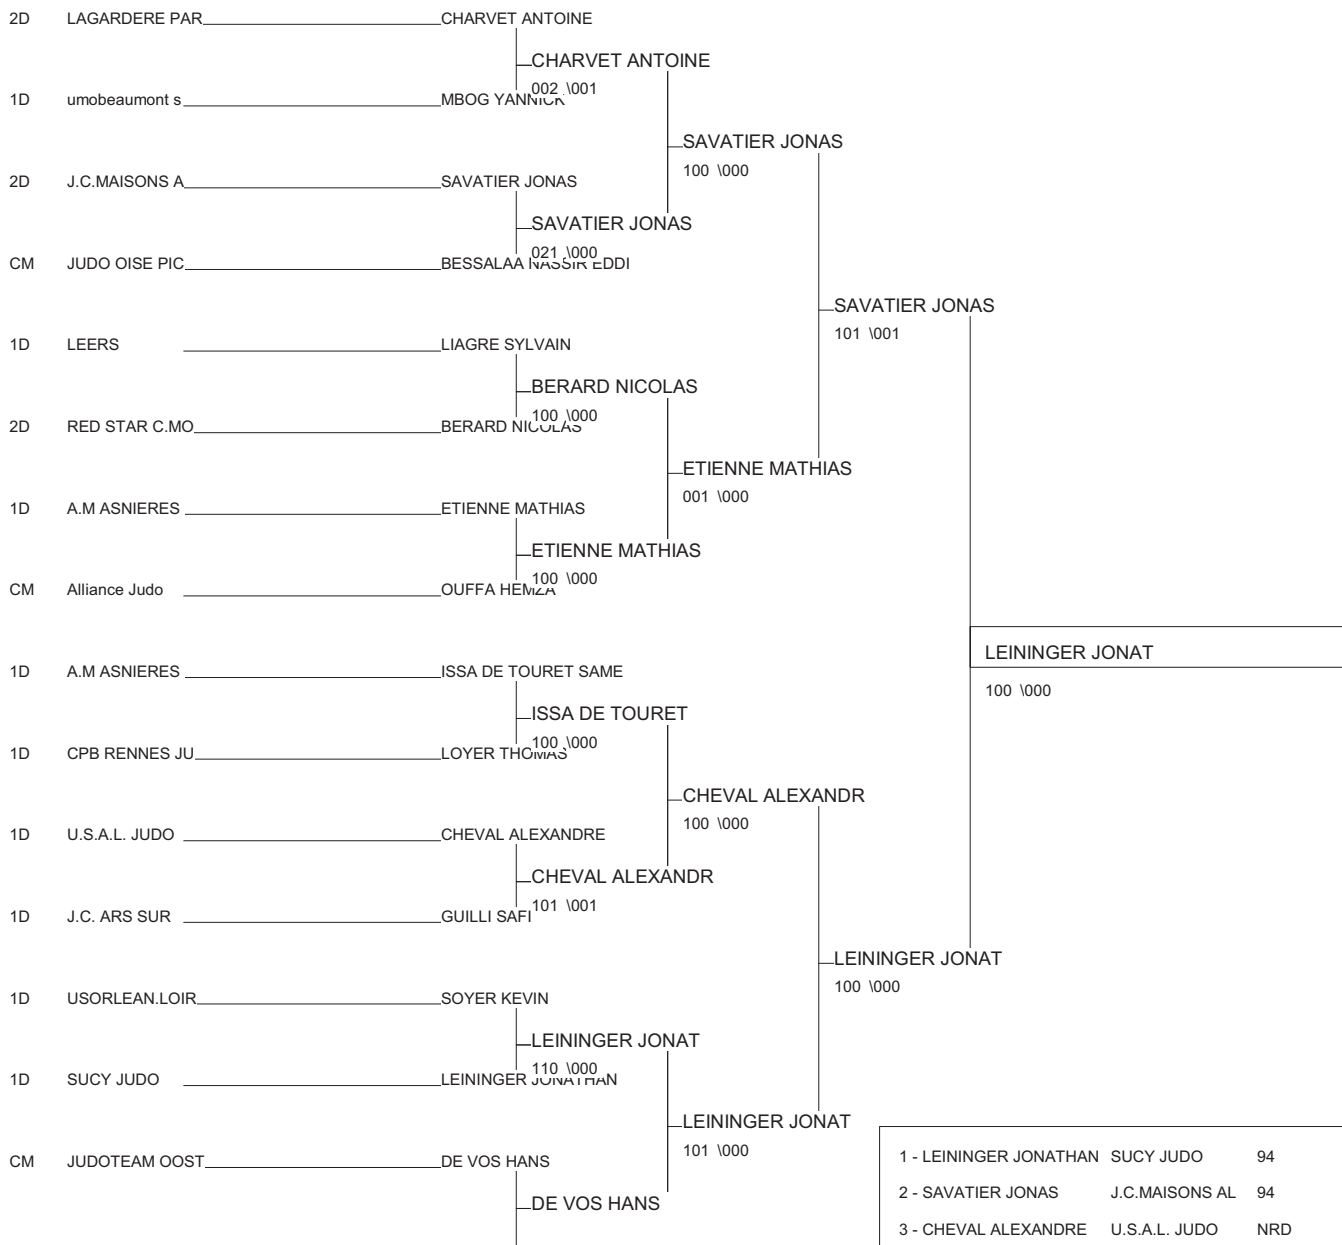 2D LAGARDERE PAR CHARVET ANTOINE
CHARVET ANTOINE
002 \001
1D umobeaumont s MBOG YANNICK
SAVATIER JONAS
100 \000
2D J.C.MAISONS A SAVATIER JONAS
SAVATIER JONAS
021 \000
CM JUDO OISE PIC BESSALAA NASSIR EDDI
SAVATIER JONAS
101 \001
1D LEERS LIAGRE SYLVAIN
BERARD NICOLAS
100 \000
2D RED STAR C.MO BERARD NICOLAS
ETIENNE MATHIAS
001 \000
1D A.M ASNIERES ETIENNE MATHIAS
ETIENNE MATHIAS
100 \000
CM Alliance Judo OUFFA HEMZA
LEININGER JONAT
100 \000
1D A.M ASNIERES ISSA DE TOURET SAME
ISSA DE TOURET
100 \000
1D CPB RENNES JU LOYER THOMAS
CHEVAL ALEXANDR
100 \000
1D U.S.A.L. JUDO CHEVAL ALEXANDRE
CHEVAL ALEXANDR
101 \001
1D J.C. ARS SUR GUILLI SAFI
LEININGER JONAT
100 \000
1D USORLEAN.LOIR SOYER KEVIN
LEININGER JONAT
110 \000
1D SUCY JUDO LEININGER JONATHAN
LEININGER JONAT
101 \000
CM JUDOTEAM OOST DE VOS HANS
DE VOS HANS
1 - LEININGER JONATHAN SUCY JUDO 94
2 - SAVATIER JONAS J.C.MAISONS AL 94
3 - CHEVAL ALEXANDRE U.S.A.L. JUDO NRD